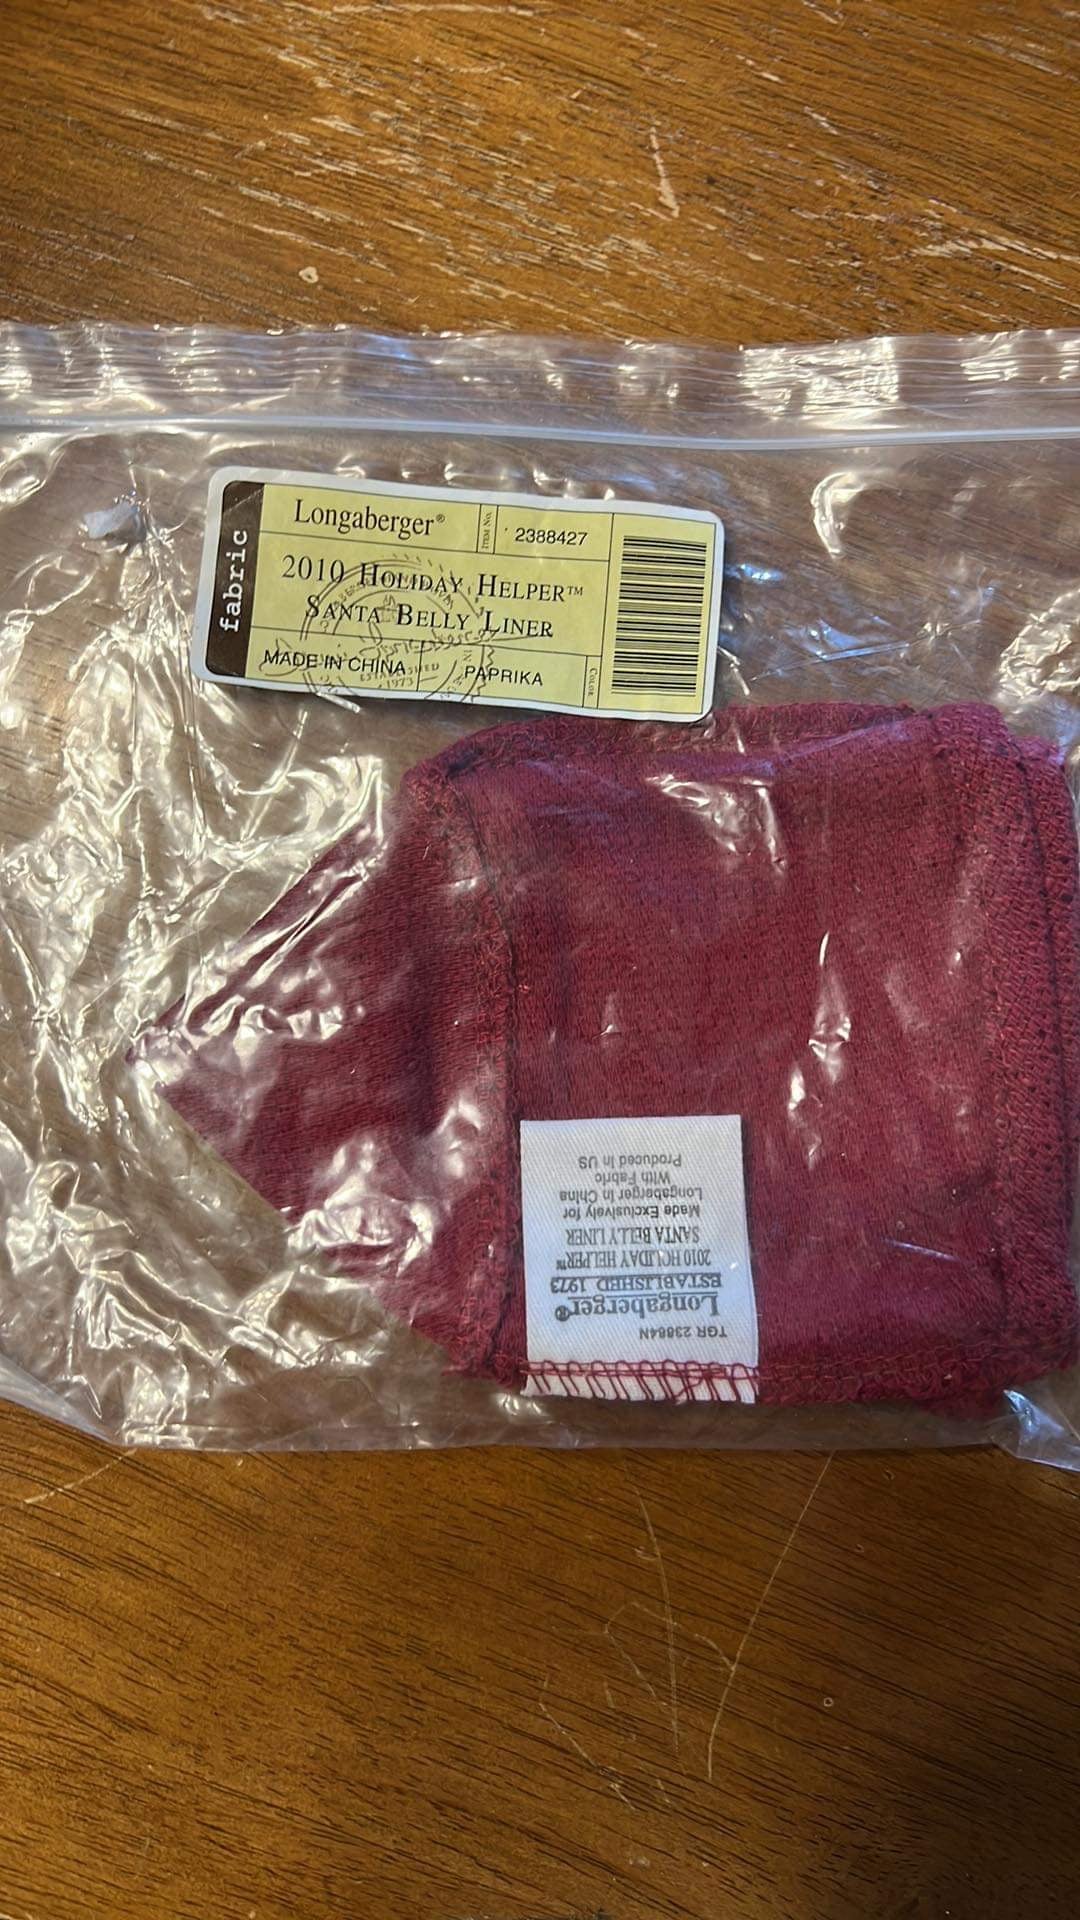 fabric
Longaberger®
ITEM NO.
2388427
2010 HOLIDAY HELPER™
SANTA BELLY LINER
MADE IN CHINA
PAPRIKA
COLOR
ESTABLISHED
1973
TGR 23884N
Longaberger®
ESTABLISHED 1973
2010 HOLIDAY HELPER™
SANTA BELLY LINER
Made Exclusively for
Longaberger in China
With Fabric
Produced in US